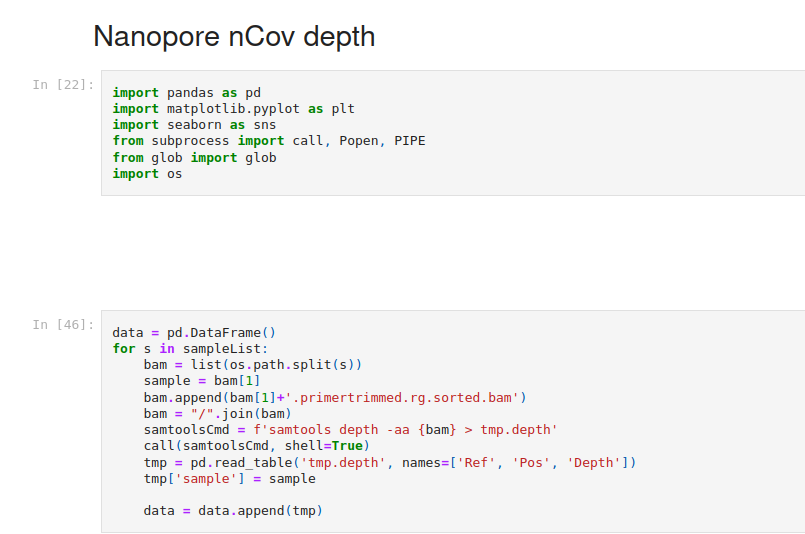 Nanopore nCov depth
In [22]:
import pandas as pd
import matplotlib.pyplot as plt
import seaborn as sns
from subprocess import call, Popen, PIPE
from glob import glob
import os
In [46]:
data = pd.DataFrame()
for s in sampleList:
    bam = list(os.path.split(s))
    sample = bam[1]
    bam.append(bam[1]+'.primertrimmed.rg.sorted.bam')
    bam = "/".join(bam)
    samtoolsCmd = f'samtools depth -aa {bam} > tmp.depth'
    call(samtoolsCmd, shell=True)
    tmp = pd.read_table('tmp.depth', names=['Ref', 'Pos', 'Depth'])
    tmp['sample'] = sample
    data = data.append(tmp)